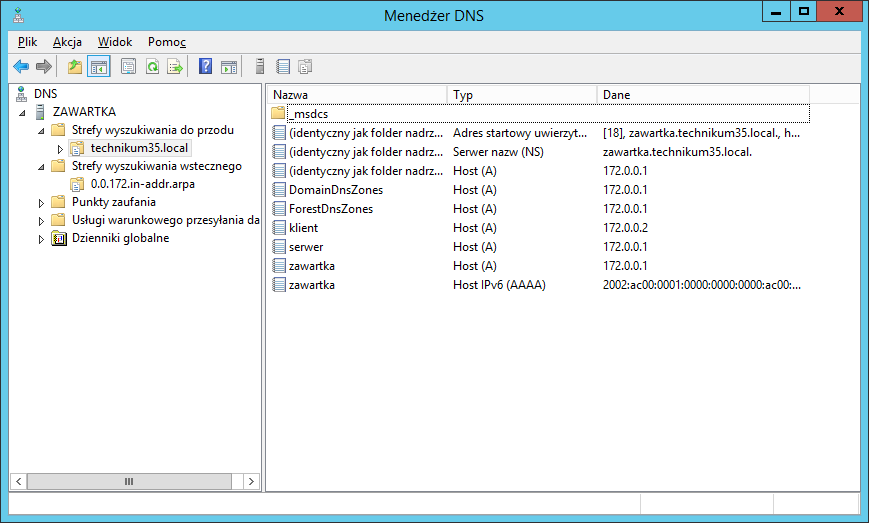 Menedżer DNS
Plik Akcja Widok Pomoc
DNS
ZAWARTKA
Strefy wyszukiwania do przodu
technikum35.local
Strefy wyszukiwania wstecznego
0.0.172.in-addr.arpa
Punkty zaufania
Usługi warunkowego przesyłania da
Dzienniki globalne
Nazwa Typ Dane
_msdcs
(identyczny jak folder nadrz... Adres startowy uwierzyt... [18], zawartka.technikum35.local., h...
(identyczny jak folder nadrz... Serwer nazw (NS) zawartka.technikum35.local.
(identyczny jak folder nadrz... Host (A) 172.0.0.1
DomainDnsZones Host (A) 172.0.0.1
ForestDnsZones Host (A) 172.0.0.1
klient Host (A) 172.0.0.2
serwer Host (A) 172.0.0.1
zawartka Host (A) 172.0.0.1
zawartka Host IPv6 (AAAA) 2002:ac00:0001:0000:0000:0000:ac00:...